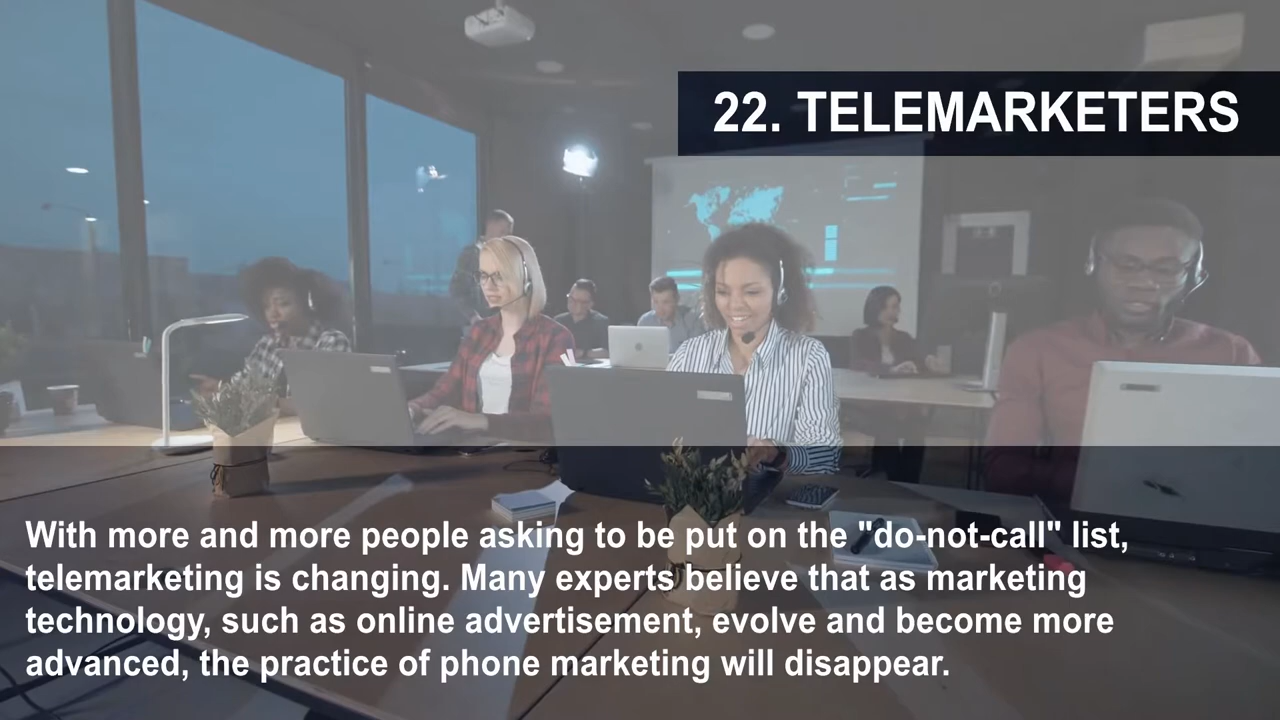 22. TELEMARKETERS
With more and more people asking to be put on the "do-not-call" list,
telemarketing is changing. Many experts believe that as marketing
technology, such as online advertisement, evolve and become more
advanced, the practice of phone marketing will disappear.